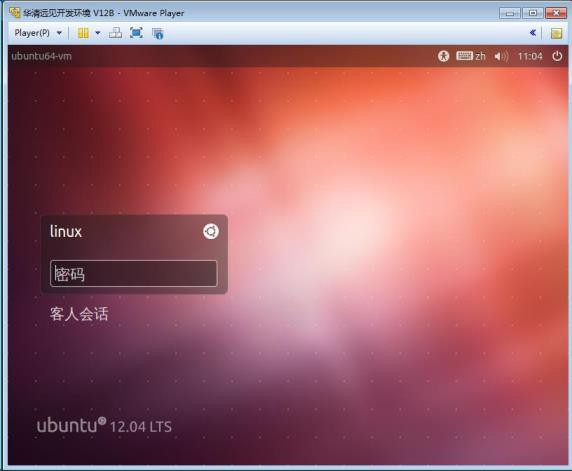 华清远见开发环境 V12B - VMware Player
Player(P)
ubuntu64-vm
zh
11:04
linux
密码
客人会话
ubuntu 12.04 LTS